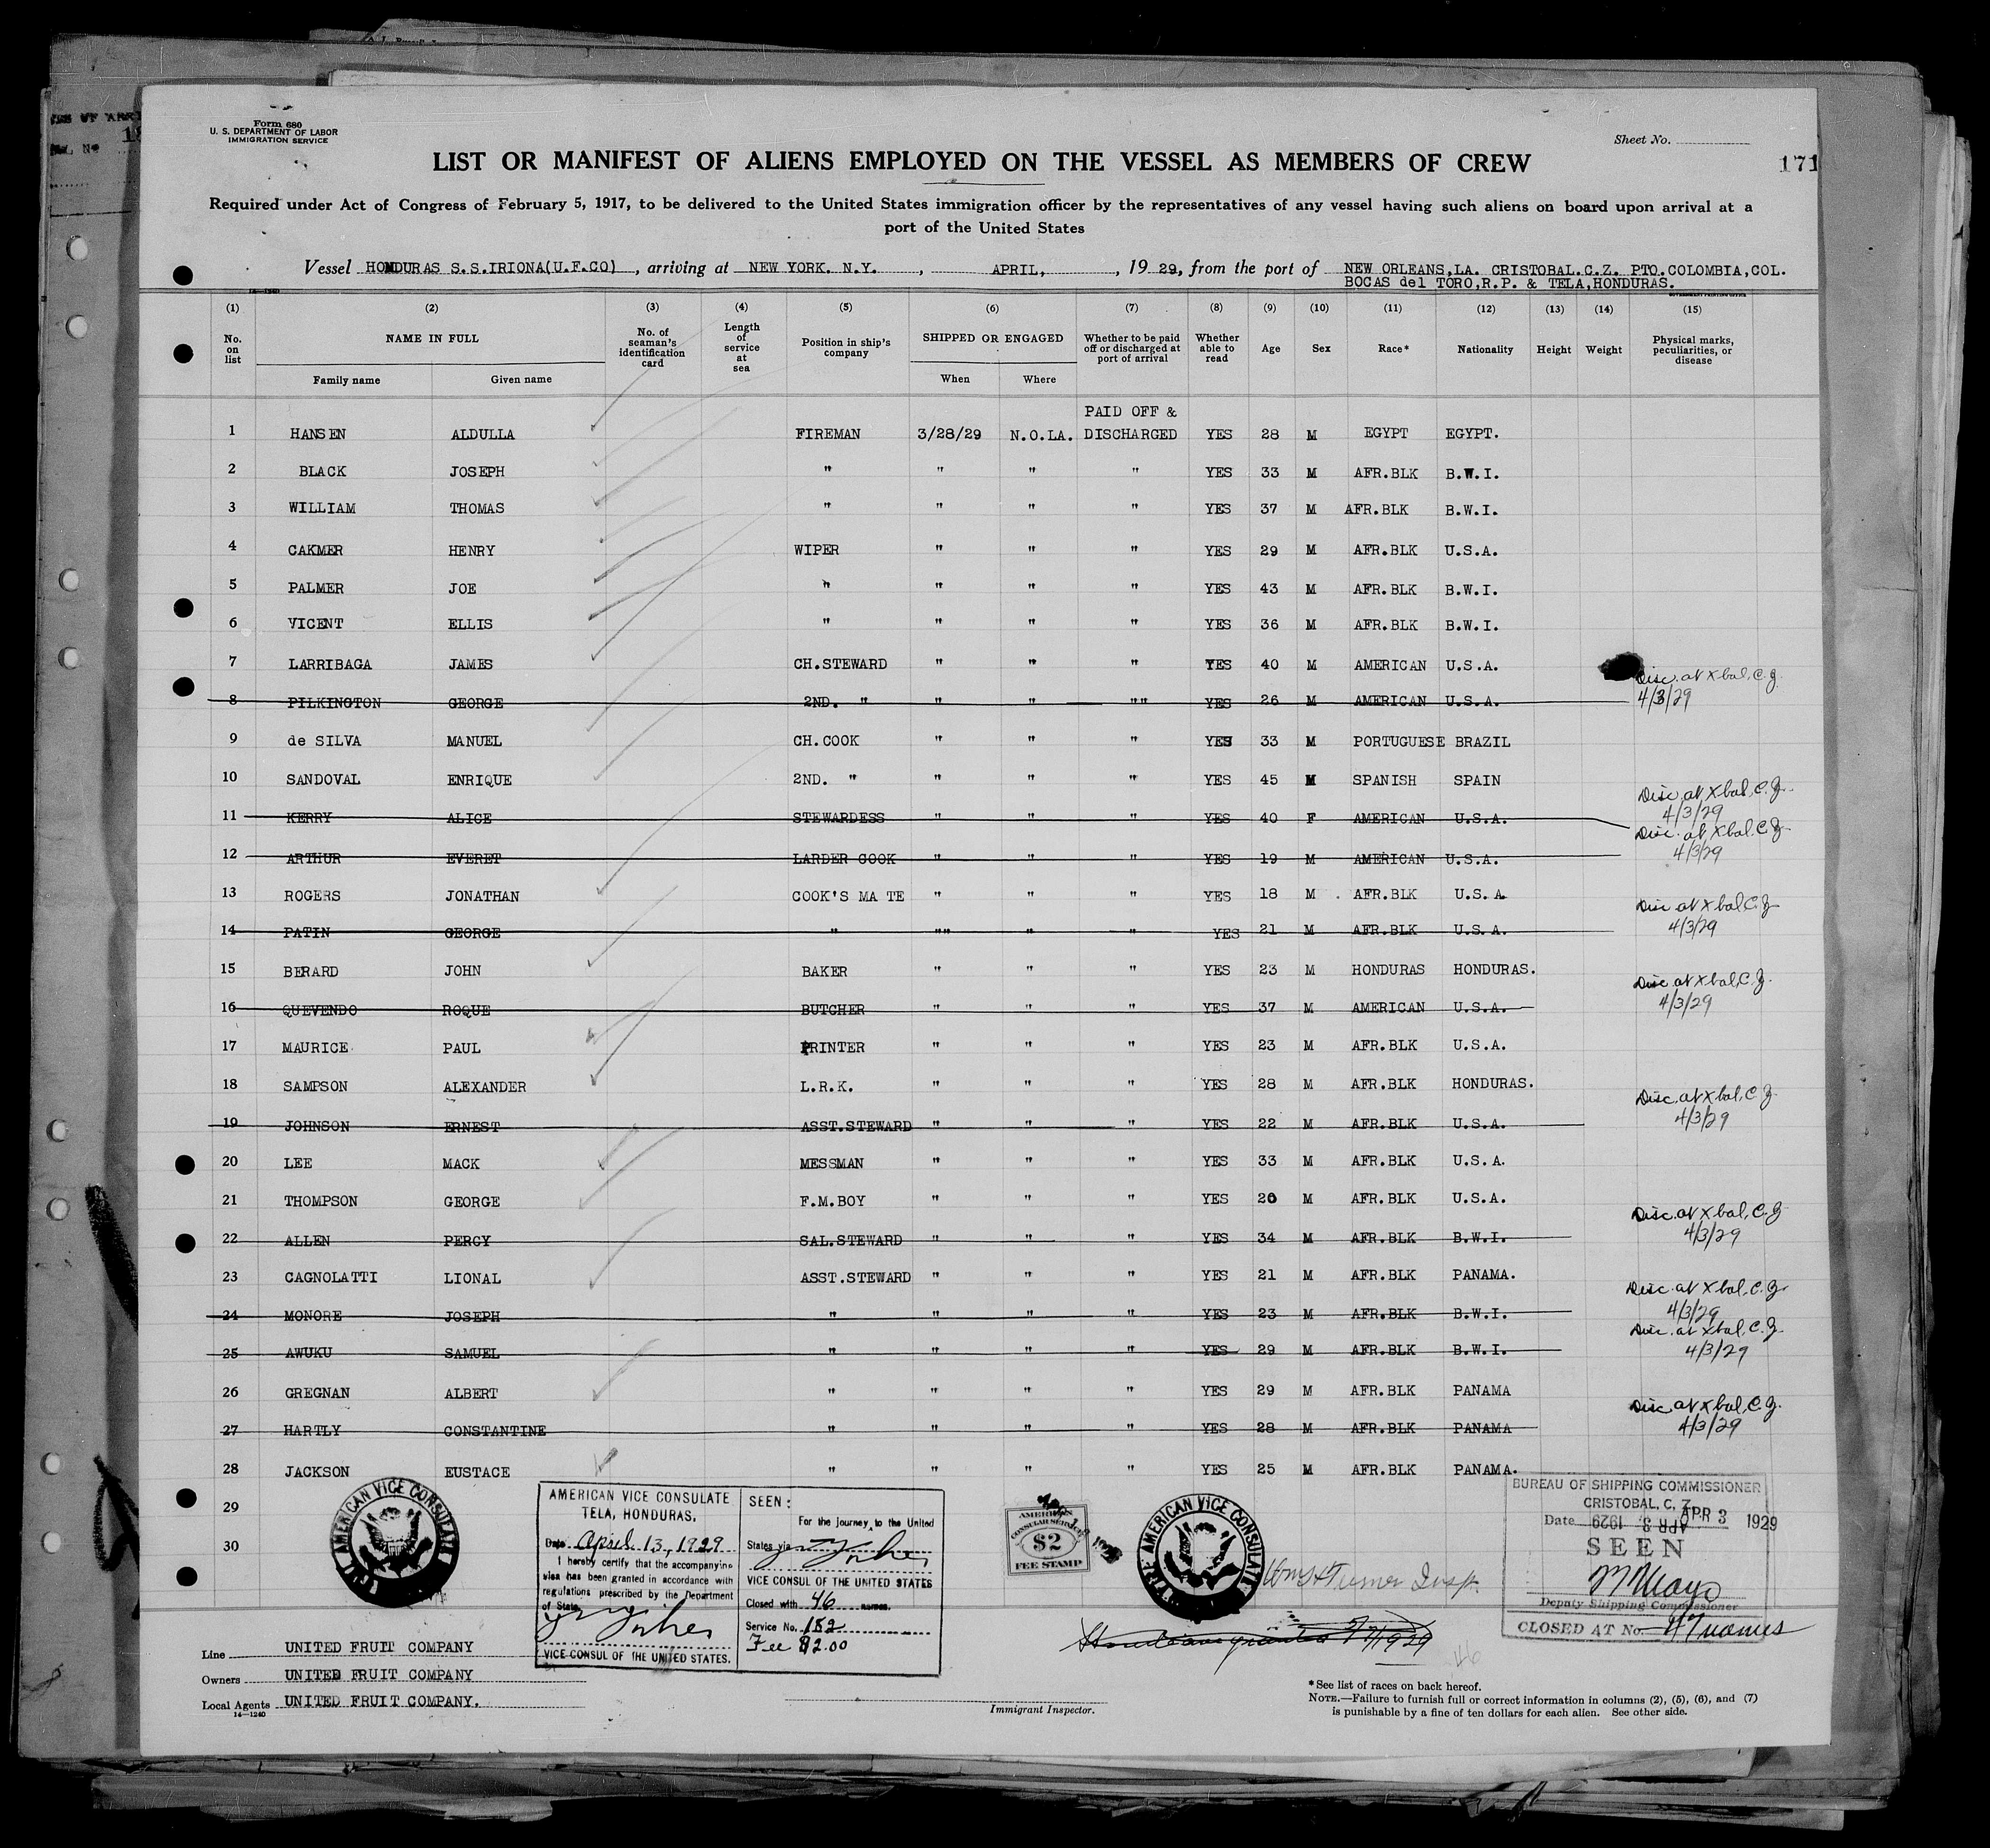 Form 680
U. S. DEPARTMENT OF LABOR
IMMIGRATION SERVICE
Sheet No.
171
LIST OR MANIFEST OF ALIENS EMPLOYED ON THE VESSEL AS MEMBERS OF CREW
Required under Act of Congress of February 5, 1917, to be delivered to the United States immigration officer by the representatives of any vessel having such aliens on board upon arrival at a
port of the United States
Vessel HONDURAS S.S.IRIONA(U.F.CO), arriving at NEW YORK. N.Y., APRIL, 1929, from the port of NEW ORLEANS,LA. CRISTOBAL.C.Z. PTO.COLOMBIA,COL.
BOCAS del TORO,R.P. & TELA,HONDURAS.
(1) (2) (3) (4) (5) (6) (7) (8) (9) (10) (11) (12) (13) (14) (15)
No. on list NAME IN FULL Family name Given name No. of seaman's identification card Length of service at sea Position in ship's company SHIPPED OR ENGAGED When Where Whether to be paid off or discharged at port of arrival Whether able to read Age Sex Race* Nationality Height Weight Physical marks, peculiarities, or disease
PAID OFF &
1 HANSEN ALDULLA FIREMAN 3/28/29 N.O.LA. DISCHARGED YES 28 M EGYPT EGYPT.
2 BLACK JOSEPH " " " " YES 33 M AFR.BLK B.W.I.
3 WILLIAM THOMAS " " " " YES 37 M AFR.BLK B.W.I.
4 CAKMER HENRY WIPER " " " YES 29 M AFR.BLK U.S.A.
5 PALMER JOE " " " " YES 43 M AFR.BLK B.W.I.
6 VICENT ELLIS " " " " YES 36 M AFR.BLK B.W.I.
7 LARRIBAGA JAMES CH.STEWARD " " " YES 40 M AMERICAN U.S.A.
8 PILKINGTON GEORGE 2ND. " " " "" YES 26 M AMERICAN U.S.A. Disc. at Xbal, C.Z. 4/3/29
9 de SILVA MANUEL CH.COOK " " " YES 33 M PORTUGUESE BRAZIL
10 SANDOVAL ENRIQUE 2ND. " " " " YES 45 M SPANISH SPAIN
11 KERRY ALICE STEWARDESS " " " YES 40 F AMERICAN U.S.A. Disc. at Xbal, C.Z. 4/3/29
12 ARTHUR EVERET LARDER COOK " " " YES 19 M AMERICAN U.S.A. Disc. at Xbal. C.Z. 4/3/29
13 ROGERS JONATHAN COOK'S MA TE " " " YES 18 M AFR.BLK U.S.A.
14 PATIN GEORGE " "" " " YES 21 M AFR.BLK U.S.A. Disc at Xbal C.Z. 4/3/29
15 BERARD JOHN BAKER " " " YES 23 M HONDURAS HONDURAS.
16 QUEVENDO ROQUE BUTCHER " " " YES 37 M AMERICAN U.S.A. Disc. at Xbal, C.Z. 4/3/29
17 MAURICE PAUL PRINTER " " " YES 23 M AFR.BLK U.S.A.
18 SAMPSON ALEXANDER L.R.K. " " " YES 28 M AFR.BLK HONDURAS.
19 JOHNSON ERNEST ASST.STEWARD " " " YES 22 M AFR.BLK U.S.A. Disc. at Xbal, C.Z. 4/3/29
20 LEE MACK MESSMAN " " " YES 33 M AFR.BLK U.S.A.
21 THOMPSON GEORGE F.M.BOY " " " YES 20 M AFR.BLK U.S.A.
22 ALLEN PERCY SAL.STEWARD " " " YES 34 M AFR.BLK B.W.I. Disc. at Xbal, C.Z. 4/3/29
23 CAGNOLATTI LIONAL ASST.STEWARD " " " YES 21 M AFR.BLK PANAMA.
24 MONORE JOSEPH " " " " YES 23 M AFR.BLK B.W.I. Disc. at Xbal, C.Z. 4/3/29
25 AWUKU SAMUEL " " " " YES 29 M AFR.BLK B.W.I. Disc. at Xbal, C.Z. 4/3/29
26 GREGNAN ALBERT " " " " YES 29 M AFR.BLK PANAMA
27 HARTLY CONSTANTINE " " " " YES 28 M AFR.BLK PANAMA Disc. at Xbal, C.Z. 4/3/29
28 JACKSON EUSTACE " " " " YES 25 M AFR.BLK PANAMA.
29
30
AMERICAN VICE CONSULATE
AMERICAN VICE CONSULATE
TELA, HONDURAS,
Date April 13, 1929
I hereby certify that the accompanying
visa has been granted in accordance with
regulations prescribed by the Department
of State.
VICE CONSUL OF THE UNITED STATES.
SEEN:
For the journey to the United
States via
VICE CONSUL OF THE UNITED STATES
Closed with 46 names.
Service No. 182
Fee $2.00
AMERICAN
CONSULAR SERVICE
$2
FEE STAMP
AMERICAN VICE CONSULATE
Wm H Turner Insp.
BUREAU OF SHIPPING COMMISSIONER
CRISTOBAL, C. Z.
Date APR 3 1929
APR 3 1929
SEEN
Deputy Shipping Commissioner
CLOSED AT No.
Line UNITED FRUIT COMPANY
Owners UNITED FRUIT COMPANY
Local Agents UNITED FRUIT COMPANY.
14—1240
Immigrant Inspector.
*See list of races on back hereof.
NOTE.—Failure to furnish full or correct information in columns (2), (5), (6), and (7)
is punishable by a fine of ten dollars for each alien. See other side.